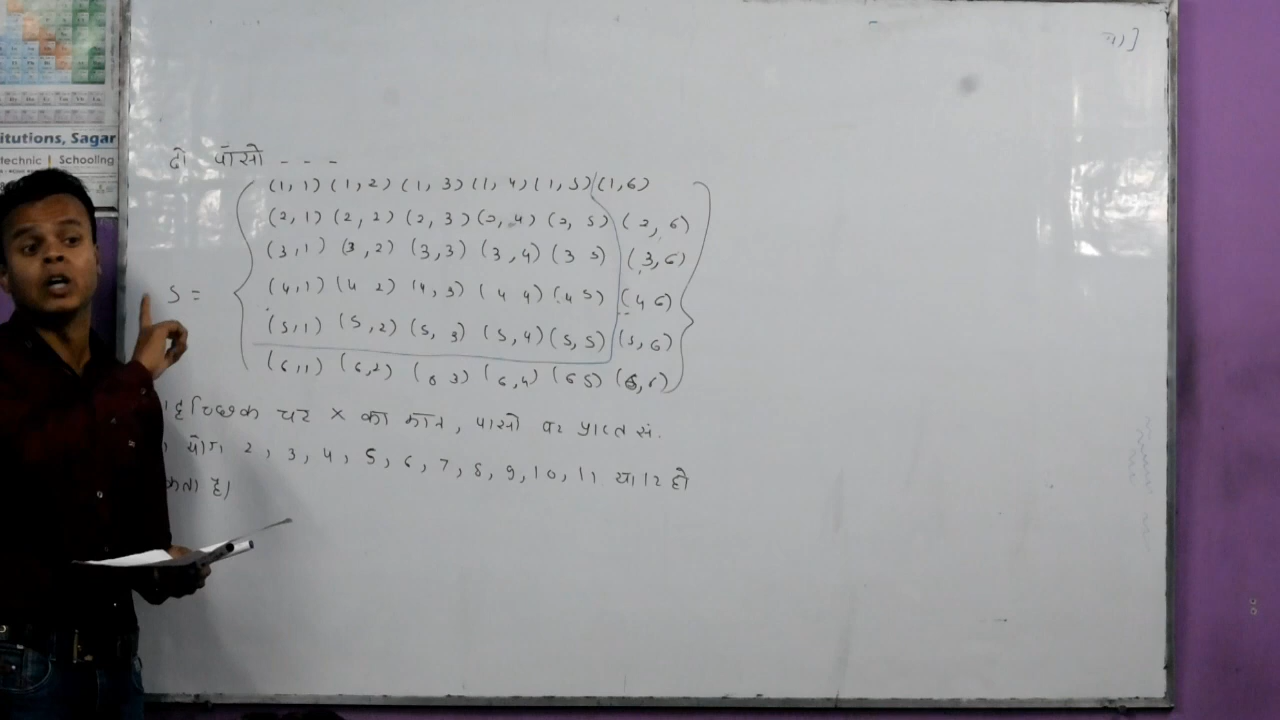 itutions, Sagar
technic | Schooling
या)]
दो पाँसो - - -
(1,1) (1,2) (1,3) (1,4) (1,5) (1,6)
(2,1) (2,2) (2,3) (2,4) (2,5) (2,6)
(3,1) (3,2) (3,3) (3,4) (3 5) (3,6)
S =
(4,1) (4 2) (4,3) (4 4) (4 5) (4 6)
(5,1) (5,2) (5,3) (5,4) (5,5) (5,6)
(6,1) (6,2) (6 3) (6,4) (6 5) (6,6)
दृच्छिक चर X का मान, पासो पर प्राप्त सं.
योग 2, 3, 4, 5, 6, 7, 8, 9, 10, 11 या 12 हो
कता है।